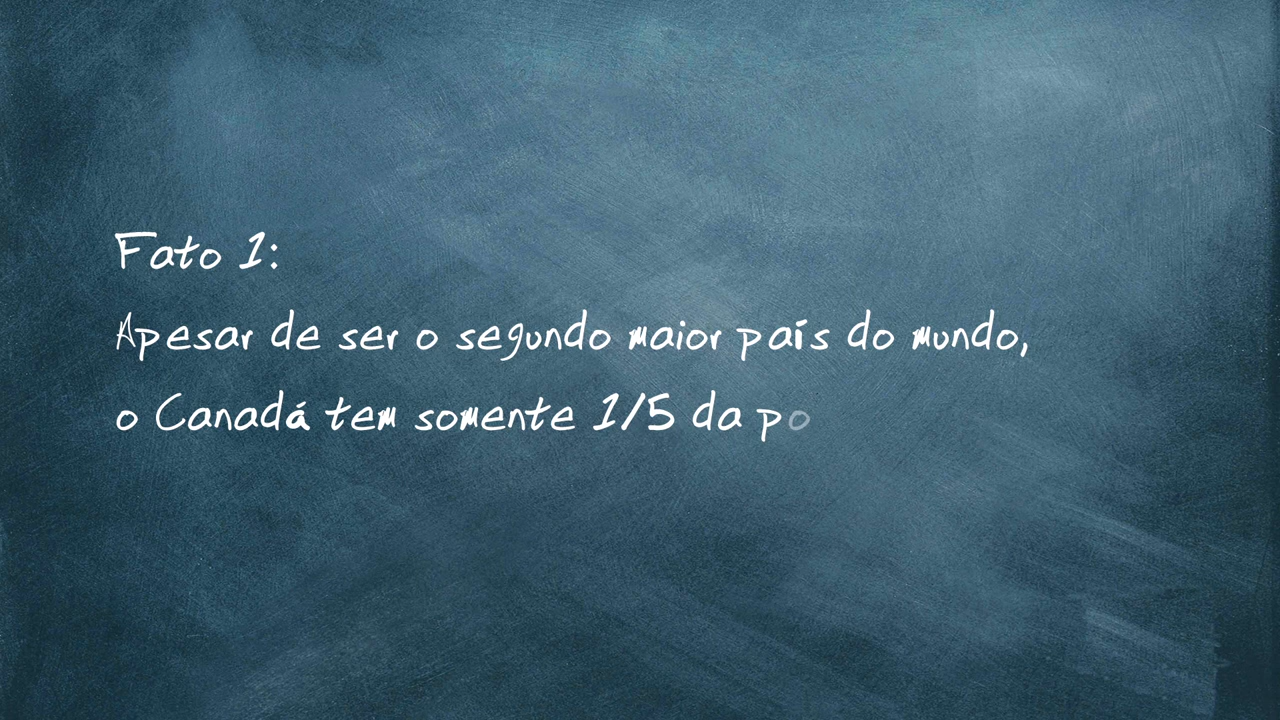 Fato 1:
Apesar de ser o segundo maior país do mundo,
o Canadá tem somente 1/5 da po